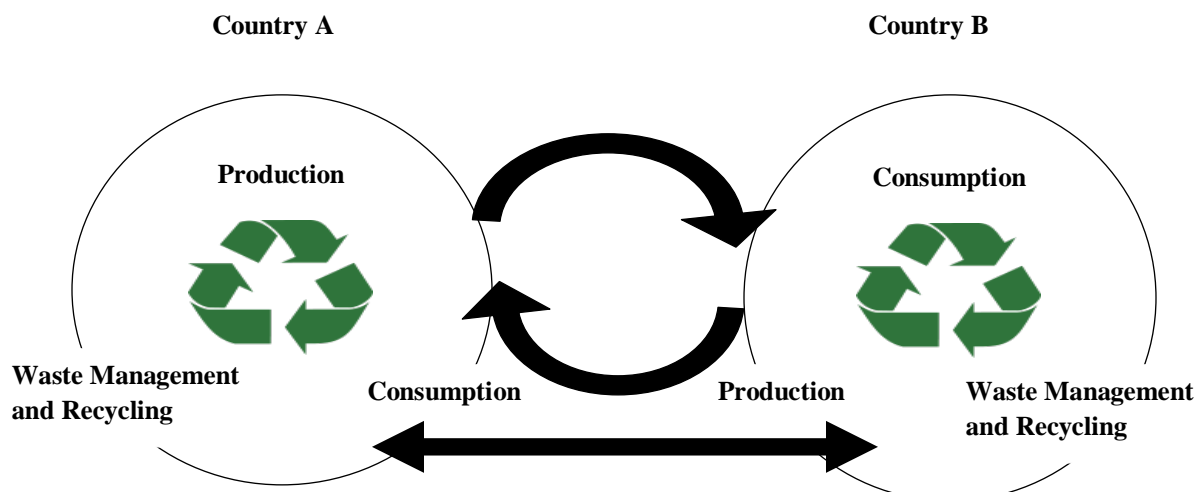 Country A
Country B
Production
Consumption
Waste Management
and Recycling
Consumption
Production
Waste Management
and Recycling